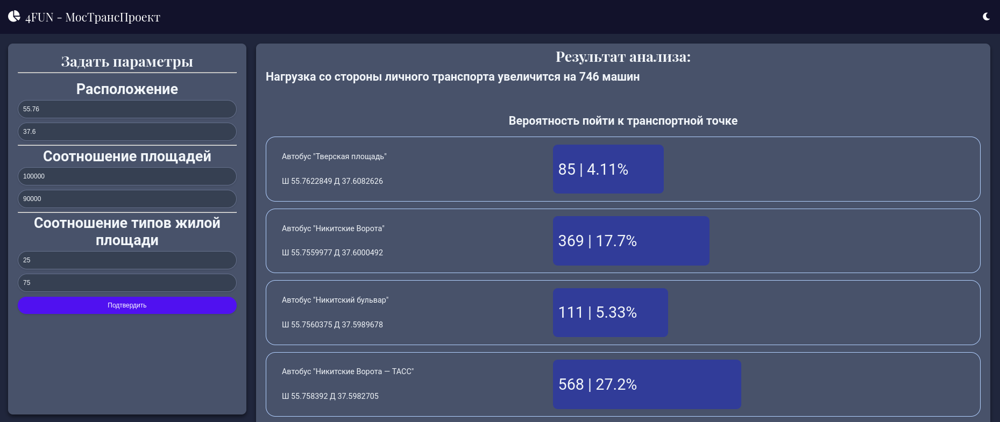 4FUN - МосТрансПроект
Задать параметры
Расположение
55.76
37.6
Соотношение площадей
100000
90000
Соотношение типов жилой
площади
25
75
Подтвердить
Результат анализа:
Нагрузка со стороны личного транспорта увеличится на 746 машин
Вероятность пойти к транспортной точке
Автобус "Тверская площадь"
Ш 55.7622849 Д 37.6082626
85 | 4.11%
Автобус "Никитские Ворота"
Ш 55.7559977 Д 37.6000492
369 | 17.7%
Автобус "Никитский бульвар"
Ш 55.7560375 Д 37.5989678
111 | 5.33%
Автобус "Никитские Ворота — ТАСС"
Ш 55.758392 Д 37.5982705
568 | 27.2%